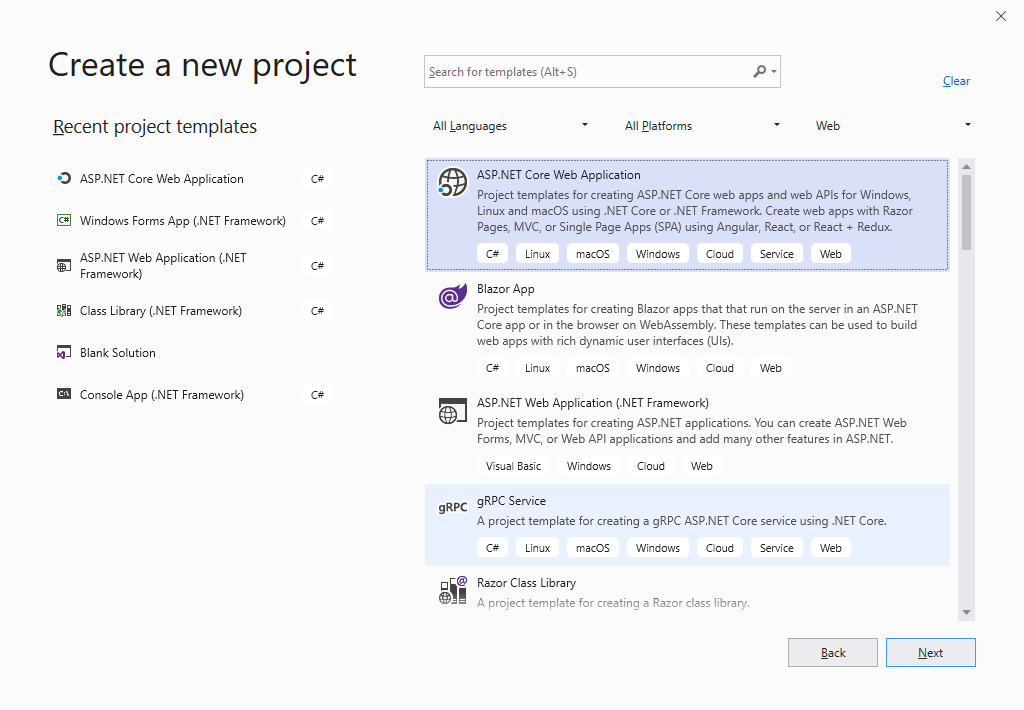 Create a new project
Search for templates (Alt+S)
Clear
Recent project templates
All Languages
All Platforms
Web
ASP.NET Core Web Application
C#
Windows Forms App (.NET Framework)
C#
ASP.NET Web Application (.NET
Framework)
C#
Class Library (.NET Framework)
C#
Blank Solution
Console App (.NET Framework)
C#
ASP.NET Core Web Application
Project templates for creating ASP.NET Core web apps and web APIs for Windows,
Linux and macOS using .NET Core or .NET Framework. Create web apps with Razor
Pages, MVC, or Single Page Apps (SPA) using Angular, React, or React + Redux.
C# Linux macOS Windows Cloud Service Web
Blazor App
Project templates for creating Blazor apps that that run on the server in an ASP.NET
Core app or in the browser on WebAssembly. These templates can be used to build
web apps with rich dynamic user interfaces (UIs).
C# Linux macOS Windows Cloud Web
ASP.NET Web Application (.NET Framework)
Project templates for creating ASP.NET applications. You can create ASP.NET Web
Forms, MVC, or Web API applications and add many other features in ASP.NET.
Visual Basic Windows Cloud Web
gRPC
gRPC Service
A project template for creating a gRPC ASP.NET Core service using .NET Core.
C# Linux macOS Windows Cloud Service Web
Razor Class Library
A project template for creating a Razor class library.
Back
Next